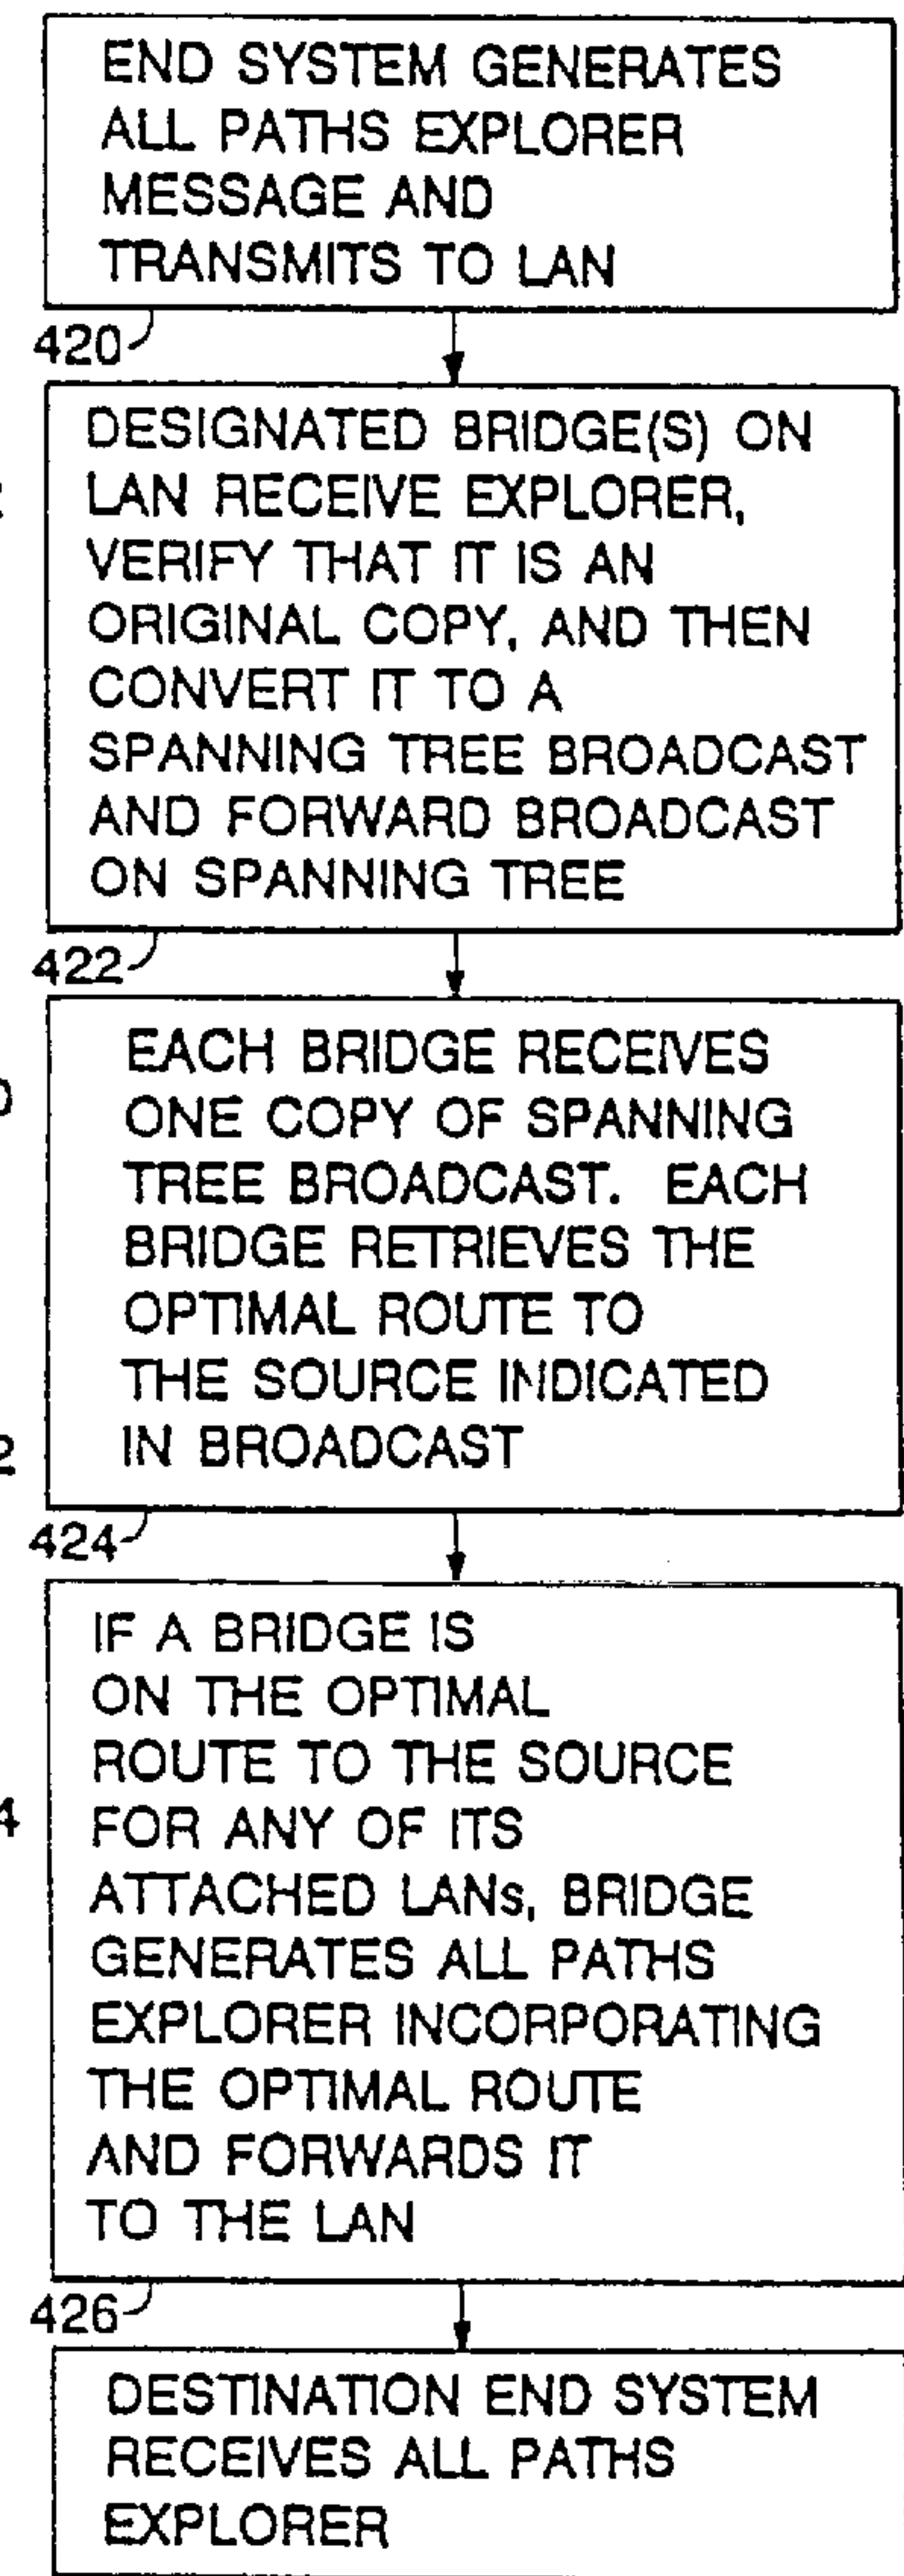 END SYSTEM GENERATES
ALL PATHS EXPLORER
MESSAGE AND
TRANSMITS TO LAN
420
DESIGNATED BRIDGE(S) ON
LAN RECEIVE EXPLORER,
VERIFY THAT IT IS AN
ORIGINAL COPY, AND THEN
CONVERT IT TO A
SPANNING TREE BROADCAST
AND FORWARD BROADCAST
ON SPANNING TREE
422
EACH BRIDGE RECEIVES
ONE COPY OF SPANNING
TREE BROADCAST. EACH
BRIDGE RETRIEVES THE
OPTIMAL ROUTE TO
THE SOURCE INDICATED
IN BROADCAST
2
424
IF A BRIDGE IS
ON THE OPTIMAL
ROUTE TO THE SOURCE
FOR ANY OF ITS
4
ATTACHED LANs, BRIDGE
GENERATES ALL PATHS
EXPLORER INCORPORATING
THE OPTIMAL ROUTE
AND FORWARDS IT
TO THE LAN
426
DESTINATION END SYSTEM
RECEIVES ALL PATHS
EXPLORER